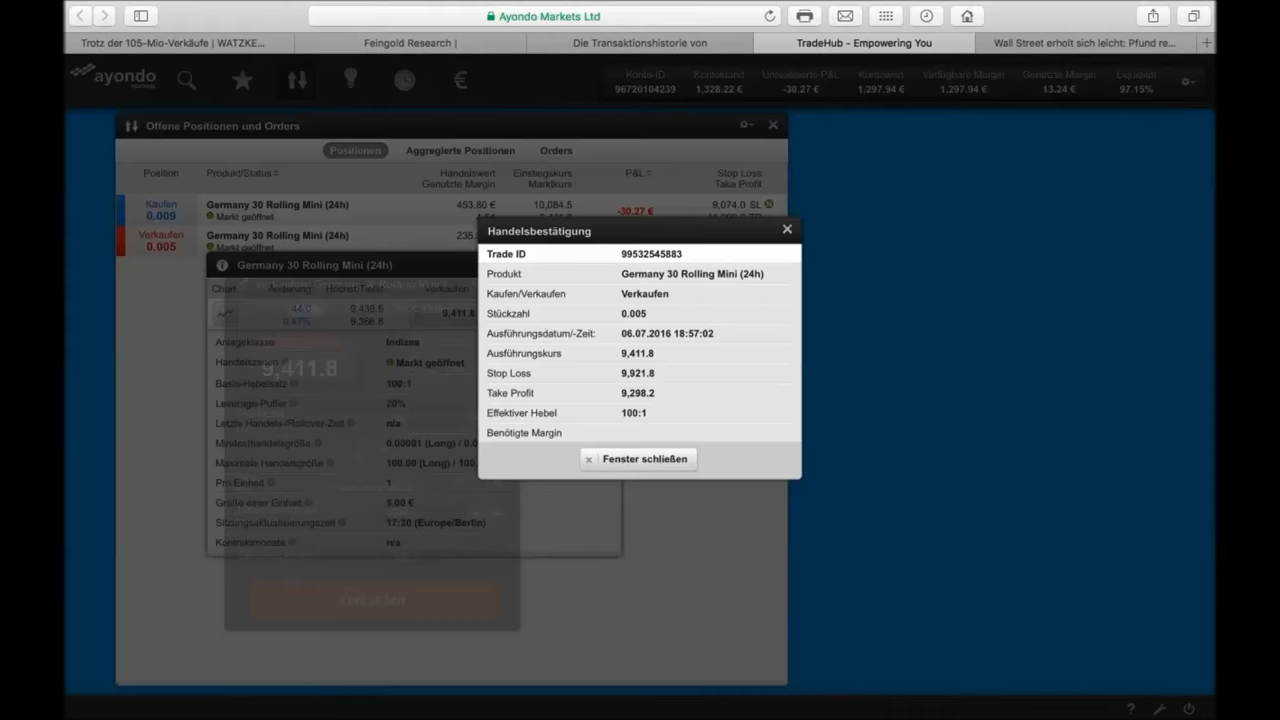 Ayondo Markets Ltd
Trotz der 105-Mio-Verkäufe | WATZKE...
Feingold Research |
Die Transaktionshistorie von
TradeHub - Empowering You
Wall Street erholt sich leicht: Pfund re...
ayondo
markets
Konto-ID Kontostand Unrealisierte P&L Kontowert Verfügbare Margin Genutzte Margin Liquidität
96720104239 1,328.22 € -30.27 € 1,297.94 € 1,297.94 € 13.24 € 97.15%
Offene Positionen und Orders
Positionen Aggregierte Positionen Orders
Position Produkt/Status Handelswert Einstiegskurs P&L Stop Loss
Genutzte Margin Marktkurs Take Profit
Kaufen Germany 30 Rolling Mini (24h) 453.80 € 10,084.5 -30.27 € 9,074.0 SL
0.009 Markt geöffnet
Verkaufen Germany 30 Rolling Mini (24h) 235.
0.005 Markt geöffnet
Germany 30 Rolling Mini (24h)
Chart Änderung Höchst/Tiefst Verkaufen
44.0 9,438.5 9,411.8
0.47% 9,366.8
Anlageklasse Indizes
9,411.8
Markt geöffnet
Basis-Hebelsatz 100:1
Leverage-Puffer 20%
Letzte Handels-/Rollover-Zeit n/a
Mindesthandelsgröße 0.00001 (Long) / 0.0
Maximale Handelsgröße 100.00 (Long) / 100.
Pro Einheit 1
Größe einer Einheit 5.00 €
Sitzungsaktualisierungszeit 17:30 (Europe/Berlin)
Kontraktmonate n/a
Handelsbestätigung
Trade ID 99532545883
Produkt Germany 30 Rolling Mini (24h)
Kaufen/Verkaufen Verkaufen
Stückzahl 0.005
Ausführungsdatum/-Zeit: 06.07.2016 18:57:02
Ausführungskurs 9,411.8
Stop Loss 9,921.8
Take Profit 9,298.2
Effektiver Hebel 100:1
Benötigte Margin
Fenster schließen